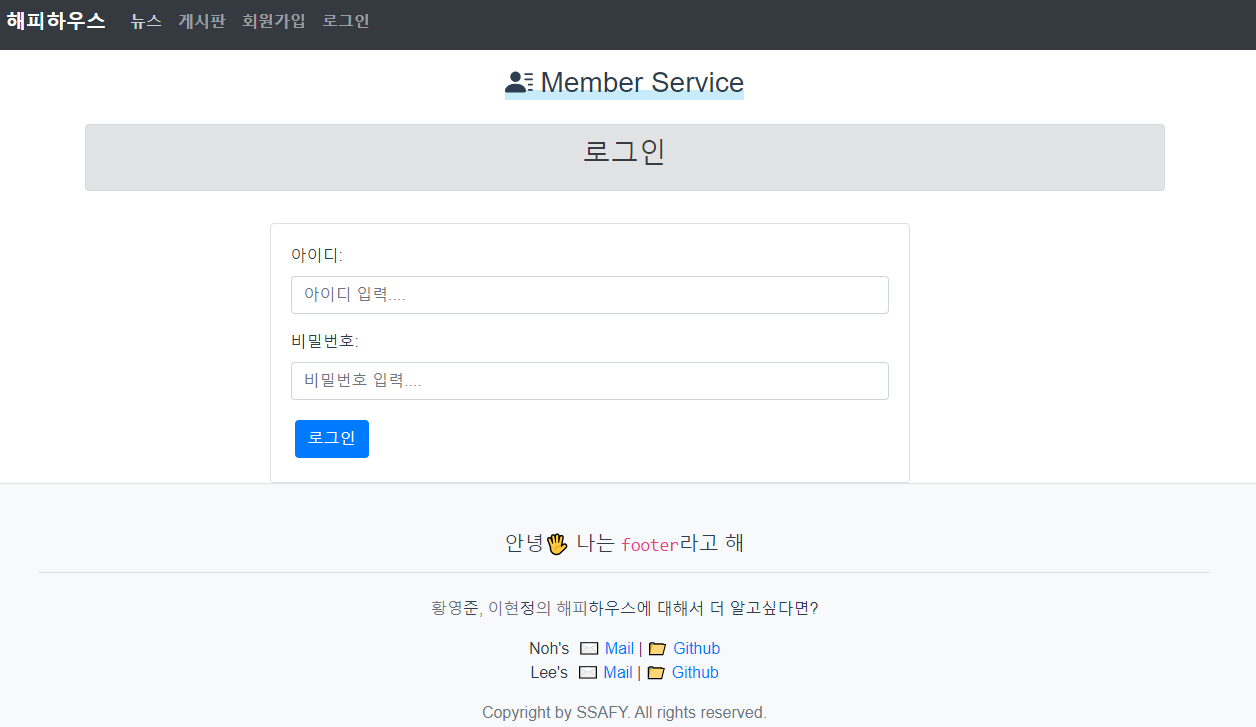 해피하우스 뉴스 게시판 회원가입 로그인
Member Service
로그인
아이디:
아이디 입력....
비밀번호:
비밀번호 입력....
로그인
안녕🖐 나는 footer라고 해
황영준, 이현정의 해피하우스에 대해서 더 알고싶다면?
Noh's ✉ Mail | 📁 Github
Lee's ✉ Mail | 📁 Github
Copyright by SSAFY. All rights reserved.